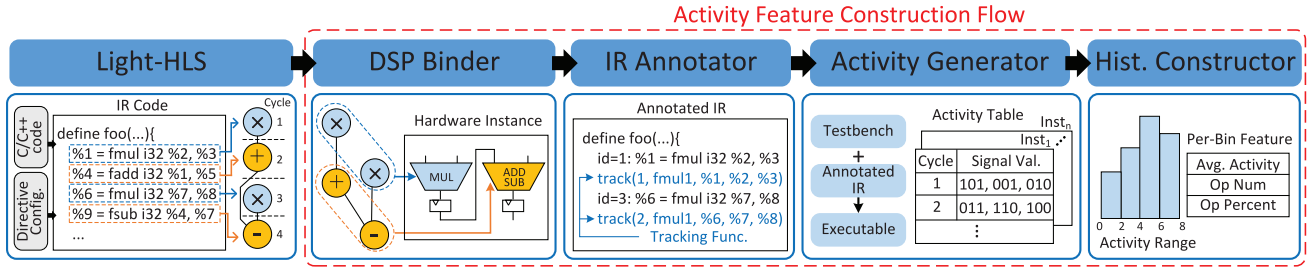 Activity Feature Construction Flow
Light-HLS
DSP Binder
IR Annotator
Activity Generator
Hist. Constructor
C/C++
code
Directive
Config.
IR Code
define foo(...){
%1 = fmul i32 %2, %3
%4 = fadd i32 %1, %5
%6 = fmul i32 %7, %8
%9 = fsub i32 %4, %7
...
Cycle
× 1
+ 2
× 3
- 4
×
+
×
-
Hardware Instance
MUL
ADD
SUB
Annotated IR
define foo(...){
id=1: %1 = fmul i32 %2, %3
track(1, fmul1, %1, %2, %3)
id=3: %6 = fmul i32 %7, %8
track(2, fmul1, %6, %7, %8)
Tracking Func.
Testbench
+
Annotated
IR
Executable
Activity Table
Instn
Inst1
Cycle Signal Val.
1 101, 001, 010
2 011, 110, 100
0 2 4 6 8
Activity Range
Per-Bin Feature
Avg. Activity
Op Num
Op Percent